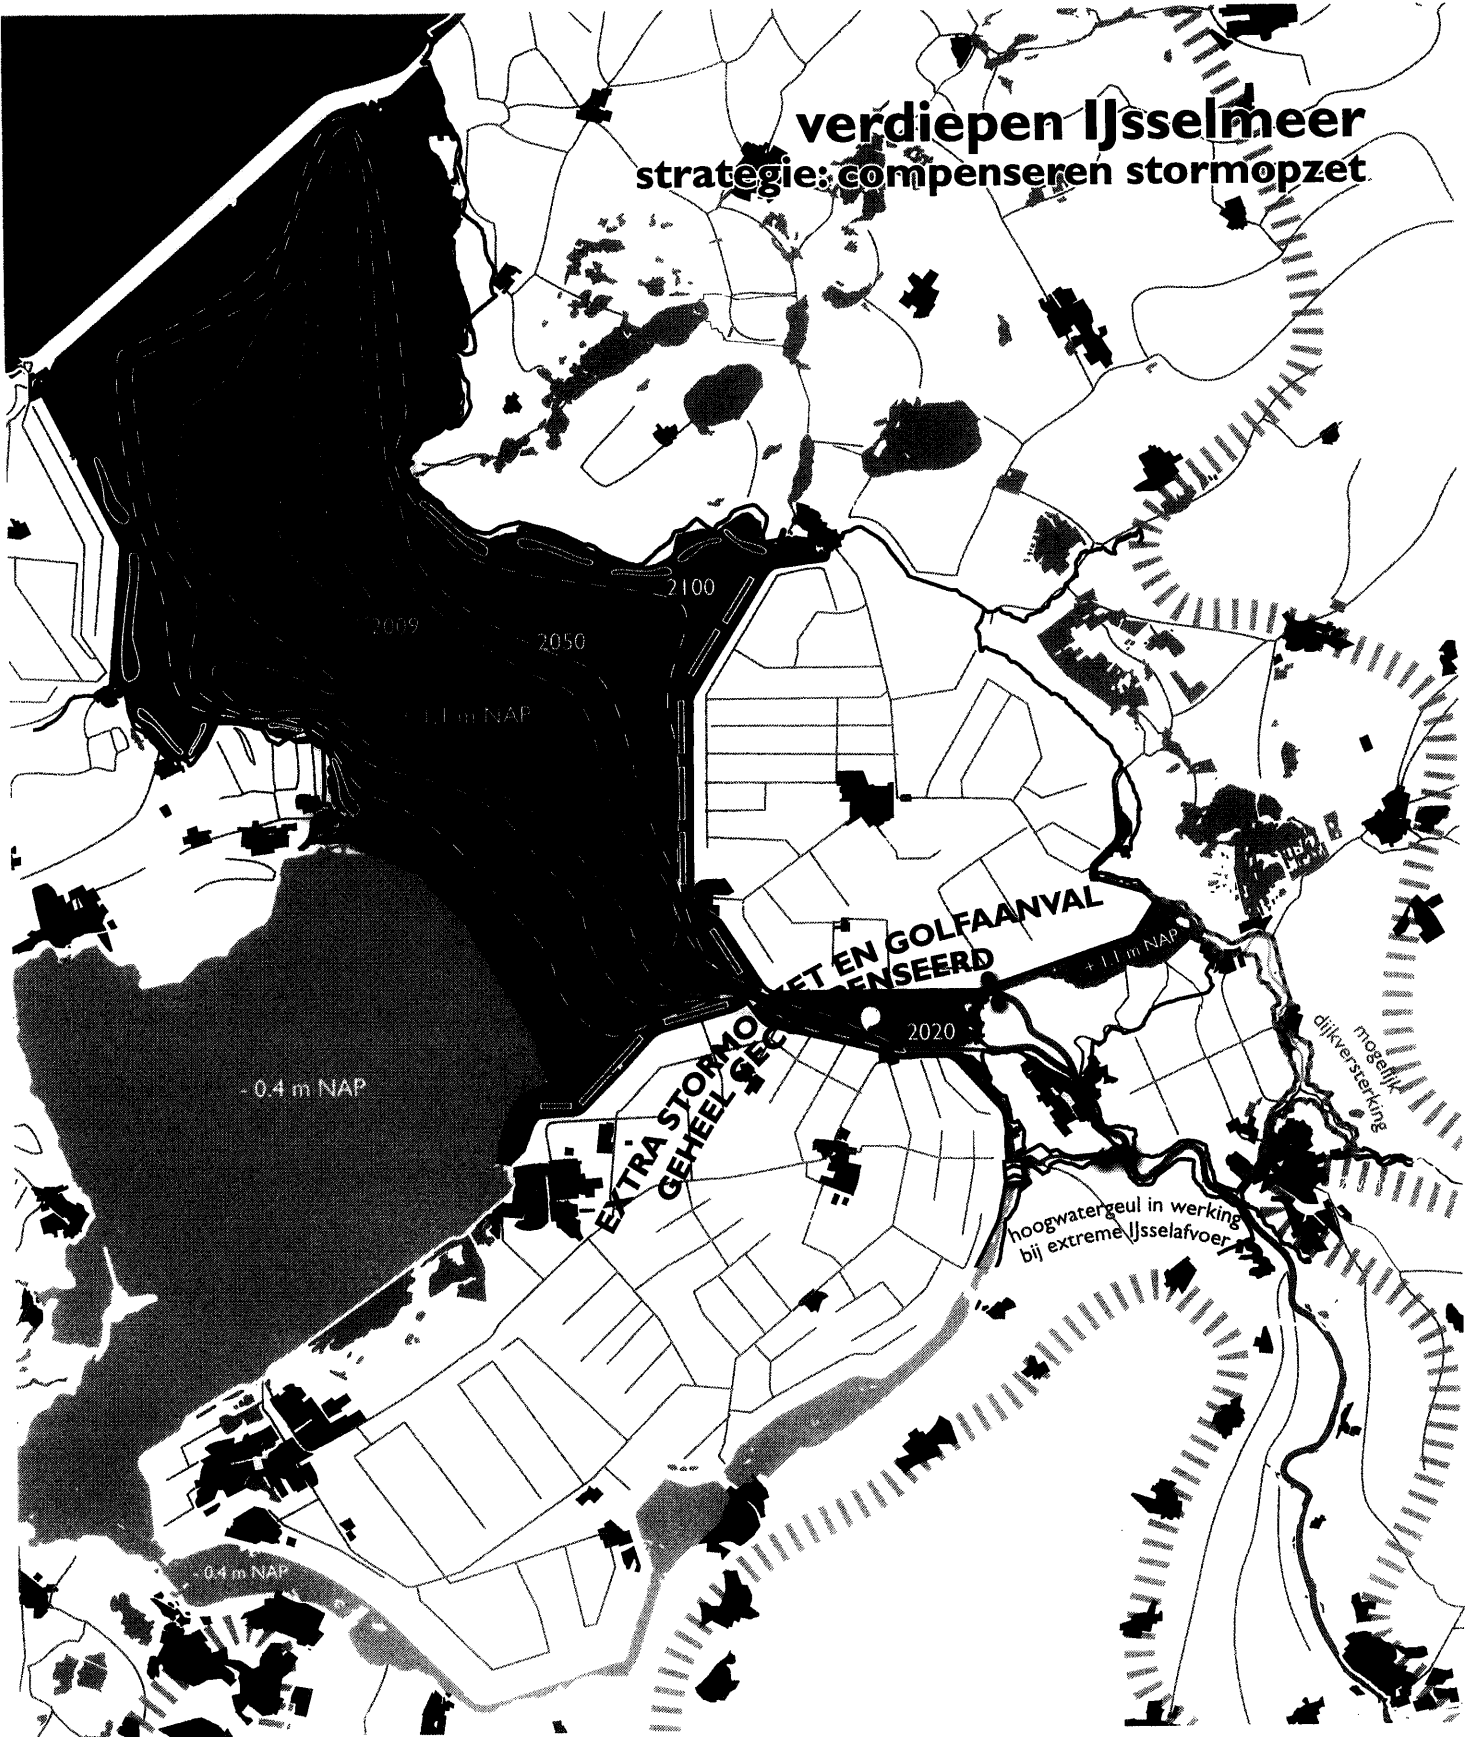 verdiepen IJsselmeer
strategie: compenseren stormopzet
2100
2009
2050
1.1 m NAP
ET EN GOLFAANVAL
ENSEERD
+ 1.1 m NAP
2020
EXTRA STORMO
GEHEEL GEC
- 0.4 m NAP
mogelijk
dijkversterking
hoogwatergeul in werking
bij extreme IJsselafvoer
- 0.4 m NAP